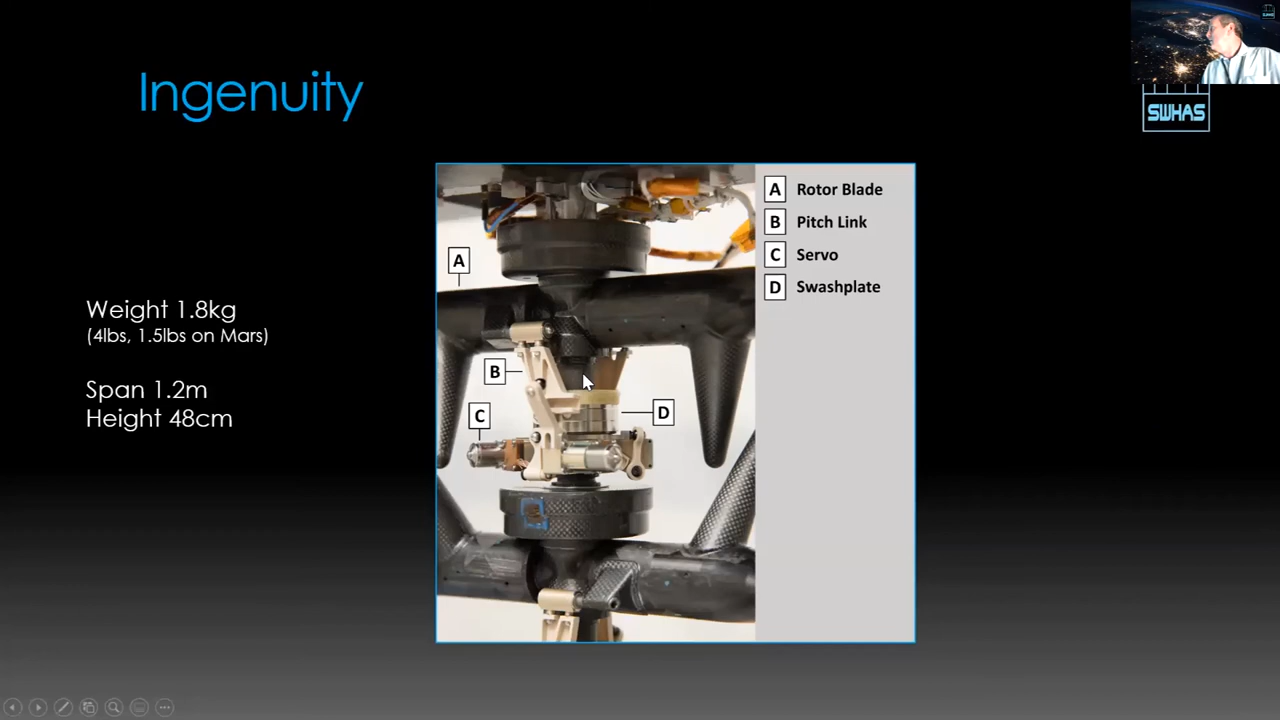 Ingenuity
SWHAS
Weight 1.8kg
(4lbs, 1.5lbs on Mars)
Span 1.2m
Height 48cm
A
B
C
D
A Rotor Blade
B Pitch Link
C Servo
D Swashplate